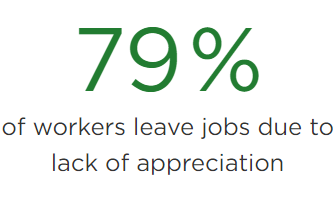 79%
of workers leave jobs due to
lack of appreciation